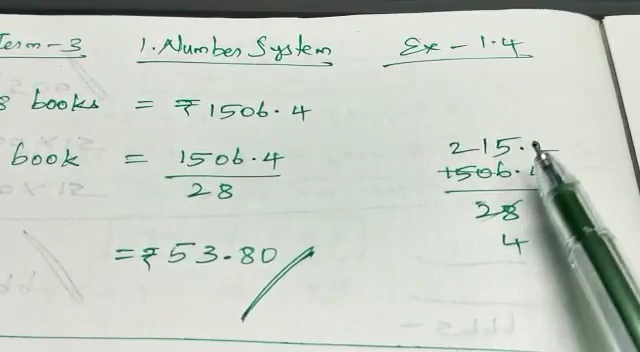 Term-3 1. Number System Ex - 1.4
8 books = ₹1506.4
book = 1506.4
28
= ₹53.80
215.
1506.
28
4